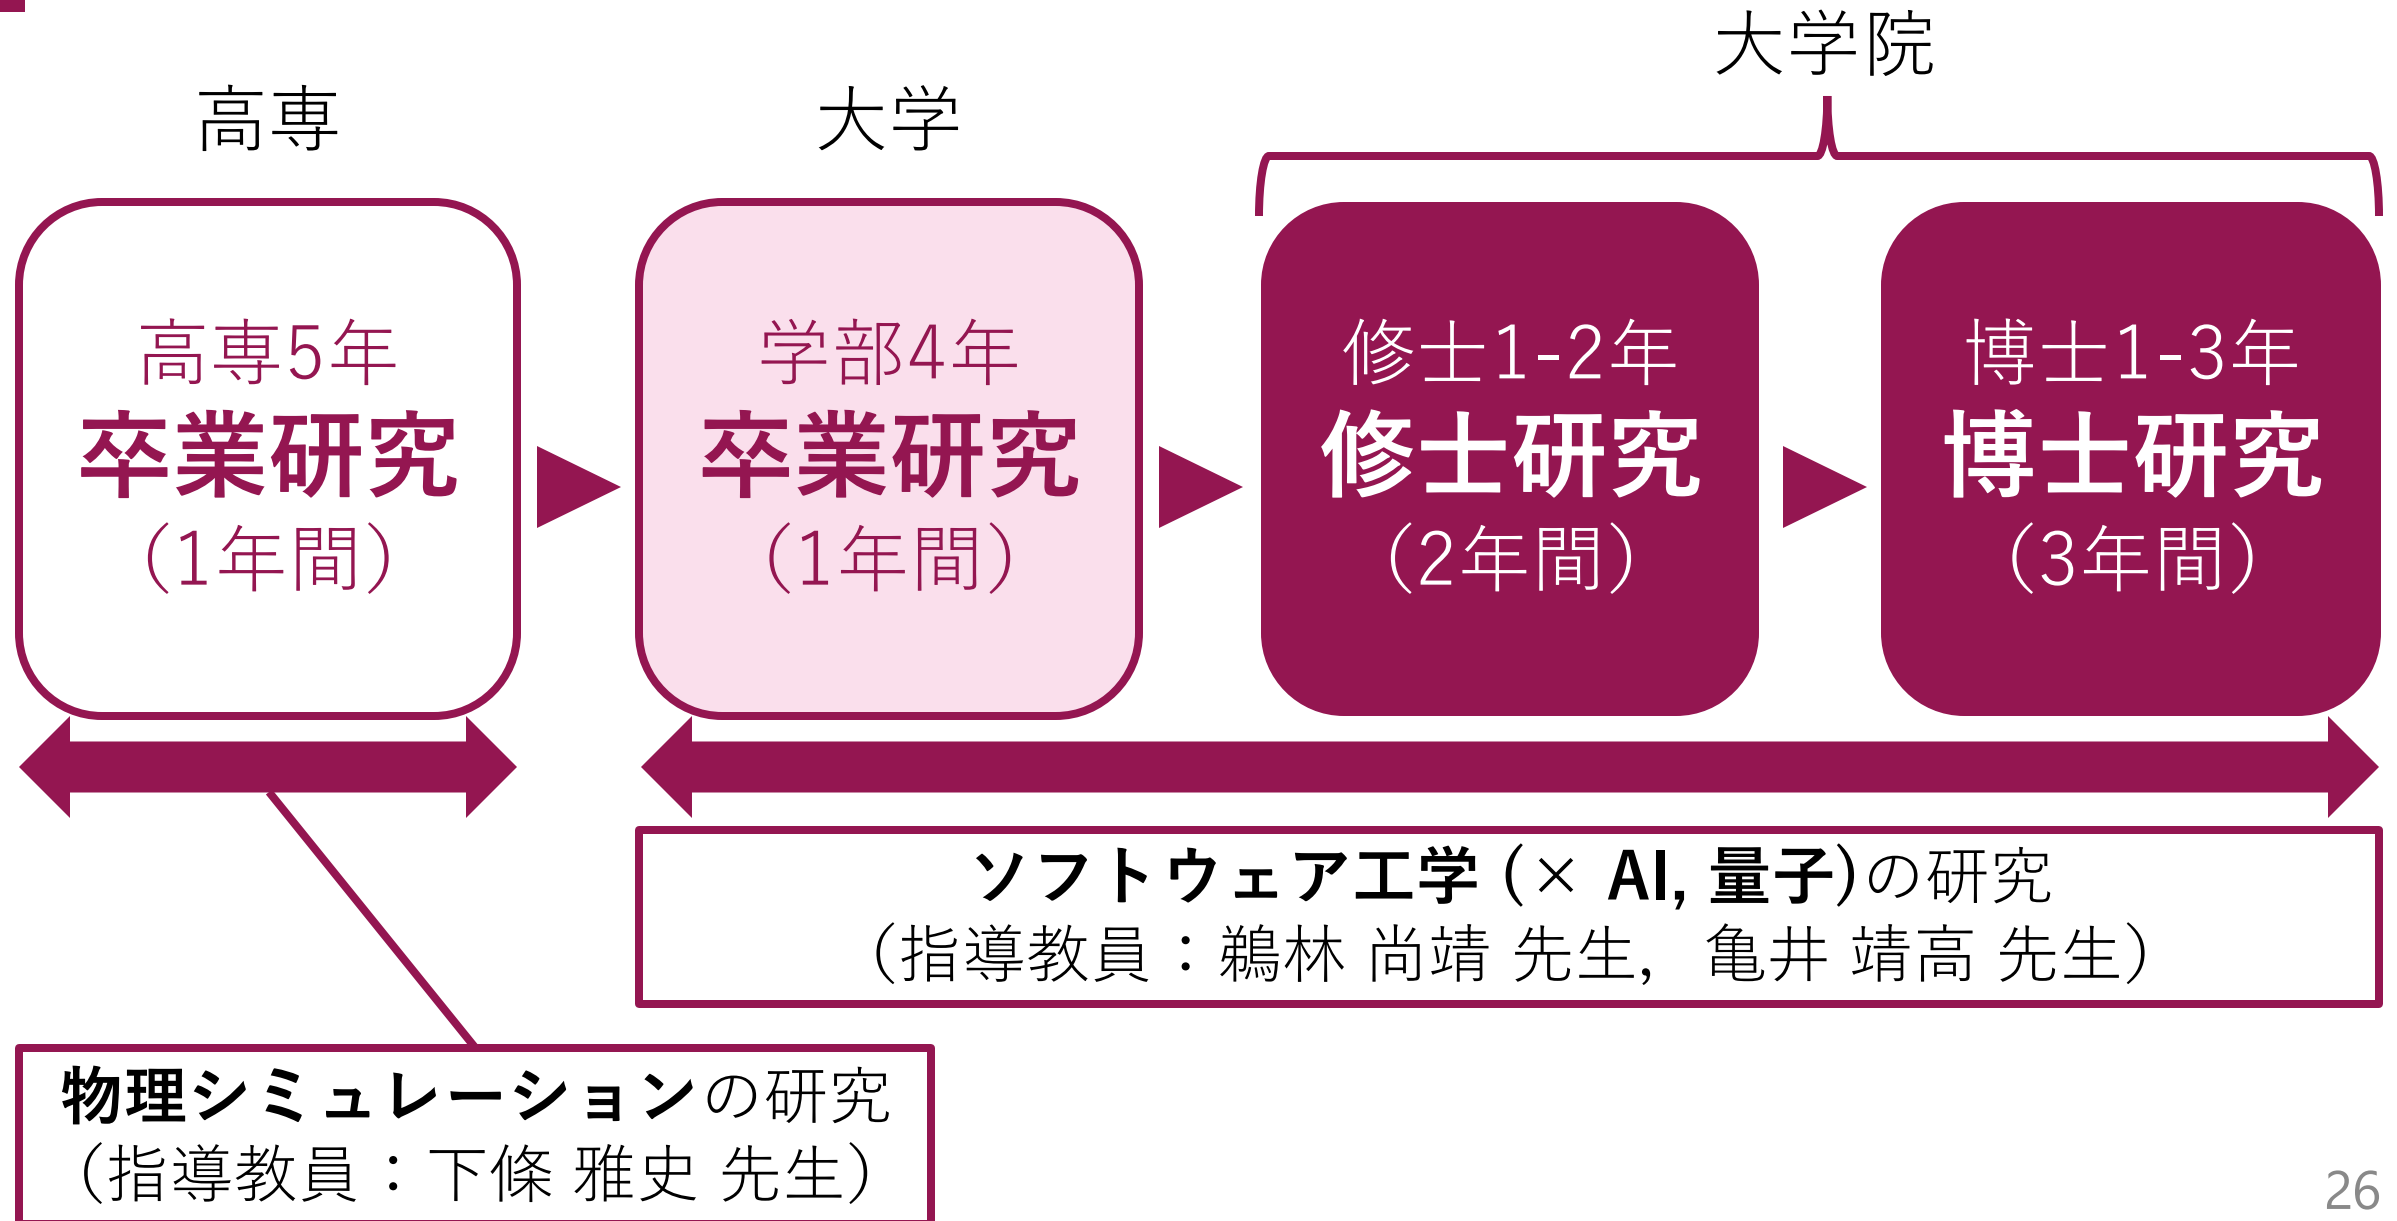 高専
大学
大学院
高専5年
卒業研究
（1年間）
学部4年
卒業研究
（1年間）
修士1-2年
修士研究
（2年間）
博士1-3年
博士研究
（3年間）
ソフトウェア工学 (× AI, 量子)の研究
（指導教員：鵜林 尚靖 先生，亀井 靖高 先生）
物理シミュレーションの研究
（指導教員：下條 雅史 先生）
26